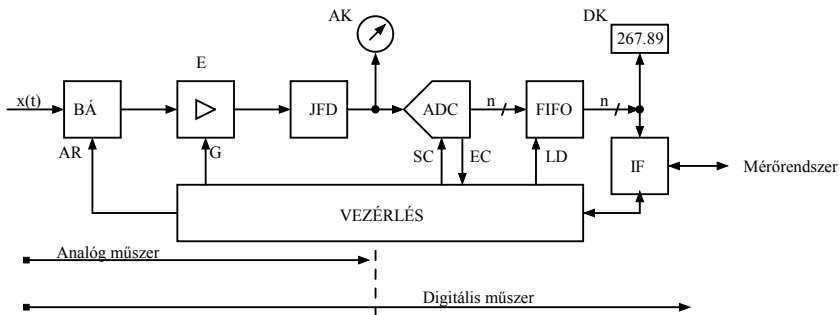 AK
DK
267.89
E
x(t)
BÁ
JFD
ADC
n
FIFO
n
AR
G
SC
EC
LD
IF
Mérőrendszer
VEZÉRLÉS
Analóg műszer
Digitális műszer